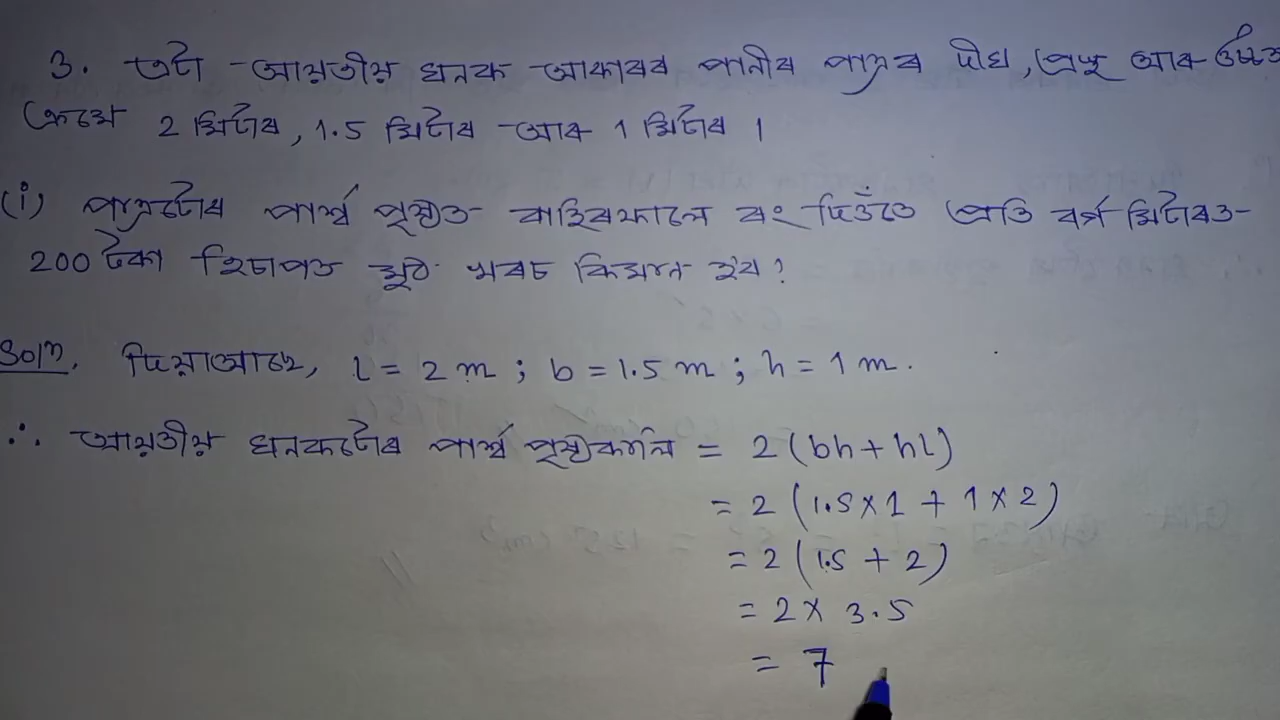 3. এটা আয়তীয় ঘনক আকাৰৰ পানীৰ পাত্ৰৰ দীঘ, প্ৰস্থ আৰু উচ্চতা
ক্ৰমে 2 মিটাৰ, 1.5 মিটাৰ আৰু 1 মিটাৰ ।
(i) পাত্ৰটোৰ পাৰ্শ্ব পৃষ্ঠত বাহিৰফালে ৰং দিওঁতে প্ৰতি বৰ্গ মিটাৰত
200 টকা হিচাপত মুঠ খৰচ কিমান হ'ব?
Soln. দিয়াআছে, l = 2 m ; b = 1.5 m ; h = 1 m.
∴ আয়তীয় ঘনকটোৰ পাৰ্শ্ব পৃষ্ঠকালি = 2 (bh + hl)
= 2 (1.5 × 1 + 1 × 2)
= 2 (1.5 + 2)
= 2 × 3.5
= 7